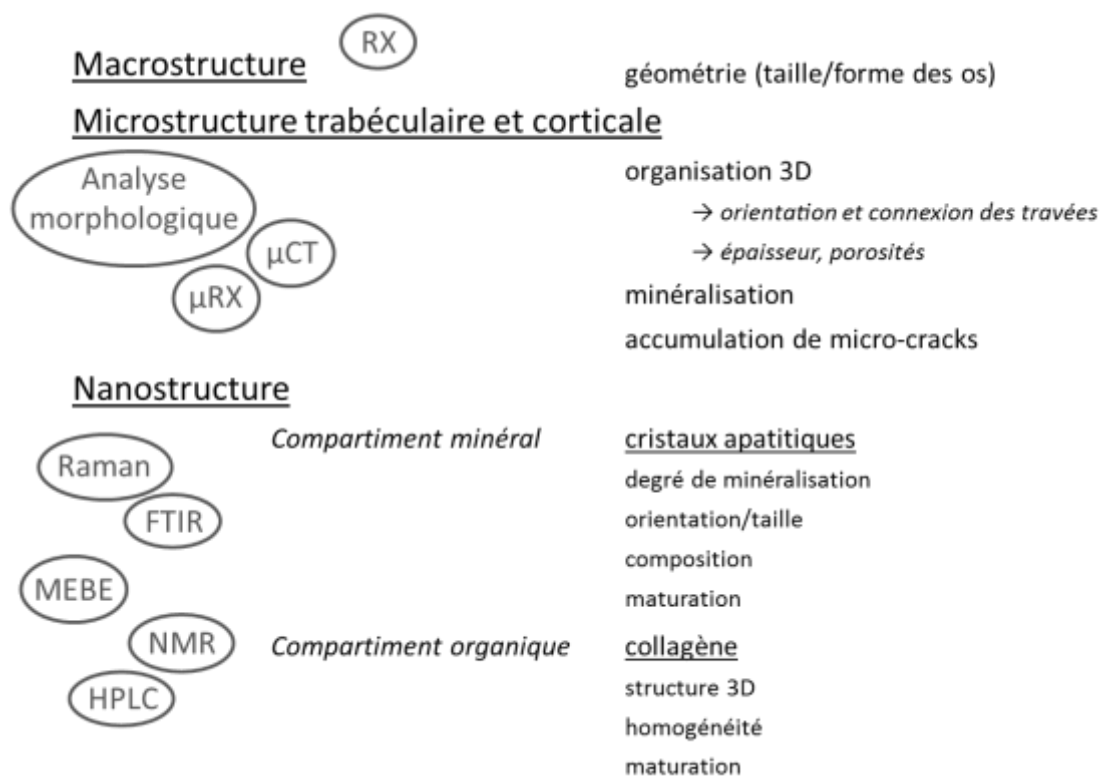 RX
Macrostructure
géométrie (taille/forme des os)
Microstructure trabéculaire et corticale
Analyse
morphologique
organisation 3D
→ orientation et connexion des travées
µCT
→ épaisseur, porosités
µRX
minéralisation
accumulation de micro-cracks
Nanostructure
Compartiment minéral
cristaux apatitiques
Raman
degré de minéralisation
FTIR
orientation/taille
composition
MEBE
maturation
NMR
Compartiment organique
collagène
HPLC
structure 3D
homogénéité
maturation